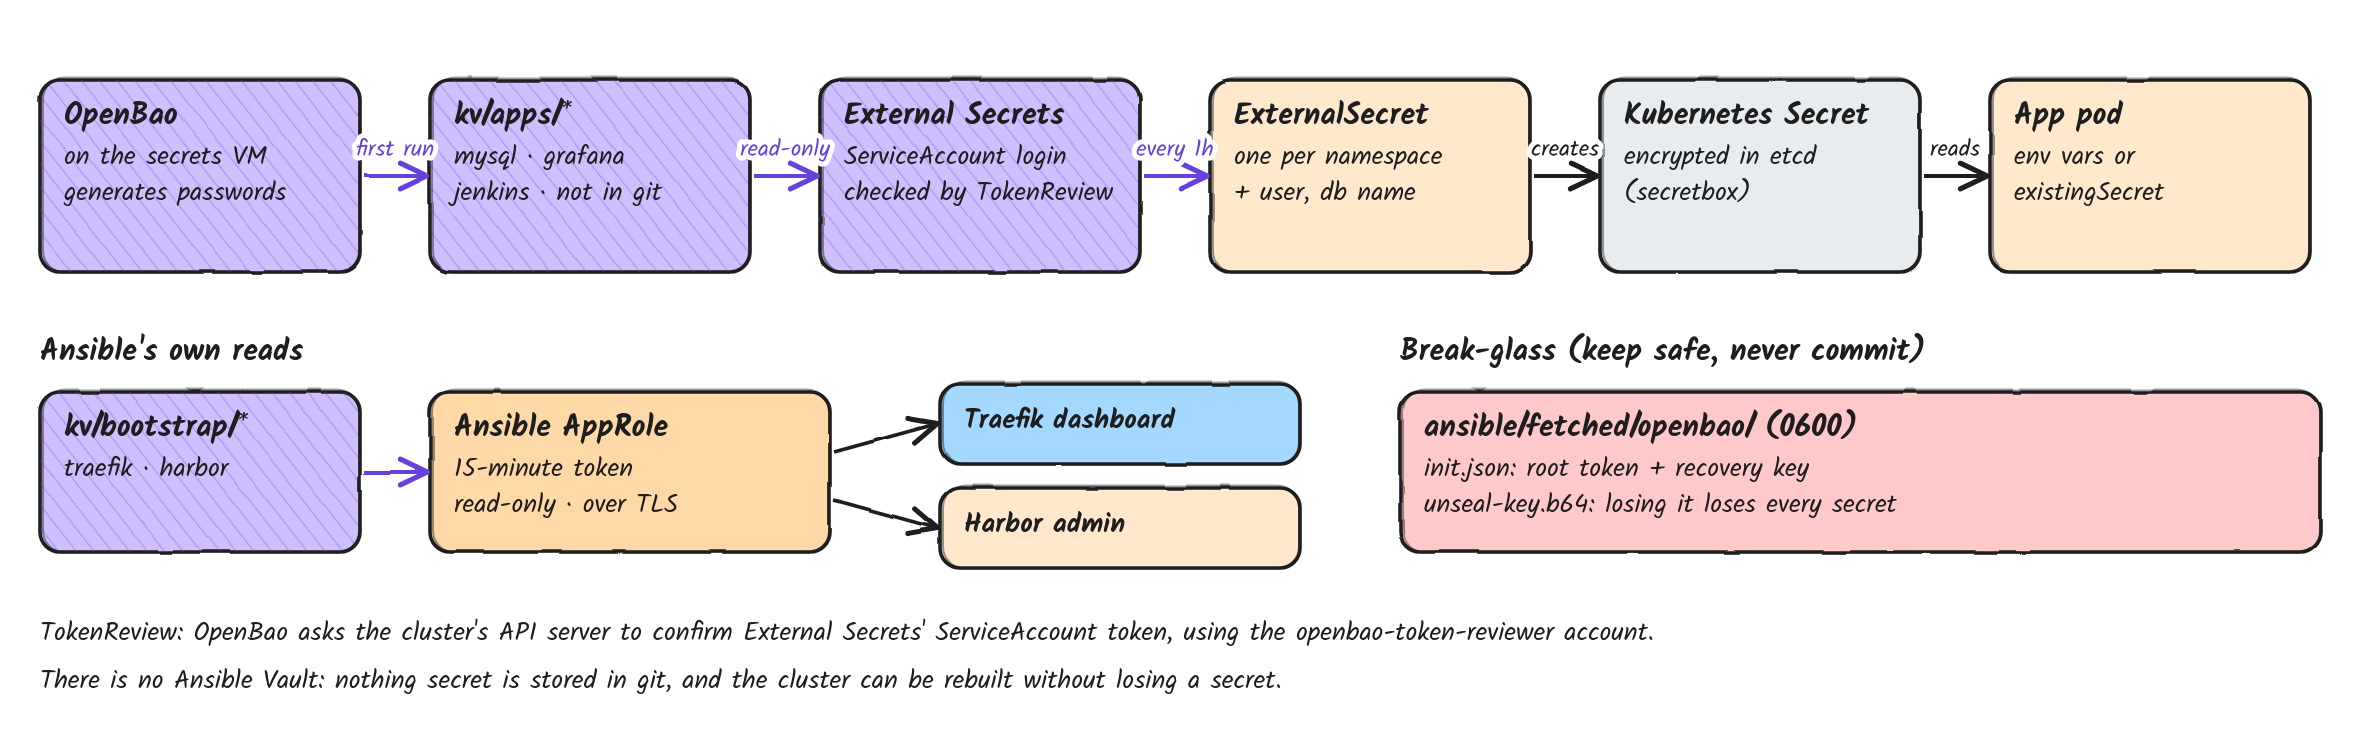 OpenBao
on the secrets VM
generates passwords
first run
kv/apps/*
mysql · grafana
jenkins · not in git
read-only
External Secrets
ServiceAccount login
checked by TokenReview
every 1h
ExternalSecret
one per namespace
+ user, db name
creates
Kubernetes Secret
encrypted in etcd
(secretbox)
reads
App pod
env vars or
existingSecret
Ansible's own reads
kv/bootstrap/*
traefik · harbor
Ansible AppRole
15-minute token
read-only · over TLS
Traefik dashboard
Harbor admin
Break-glass (keep safe, never commit)
ansible/fetched/openbao/ (0600)
init.json: root token + recovery key
unseal-key.b64: losing it loses every secret
TokenReview: OpenBao asks the cluster's API server to confirm External Secrets' ServiceAccount token, using the openbao-token-reviewer account.
There is no Ansible Vault: nothing secret is stored in git, and the cluster can be rebuilt without losing a secret.